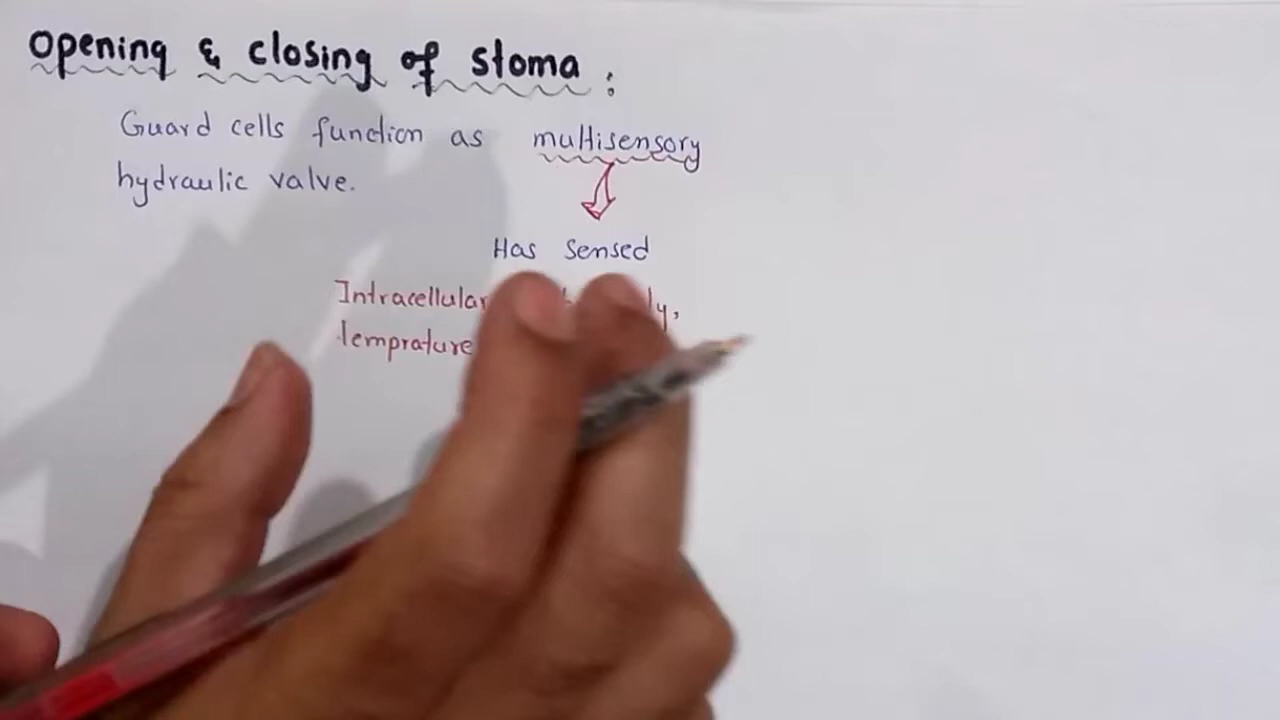 Opening & closing of stoma :
Guard cells function as multisensory
hydraulic valve.
Has sensed
Intracellular
temprature